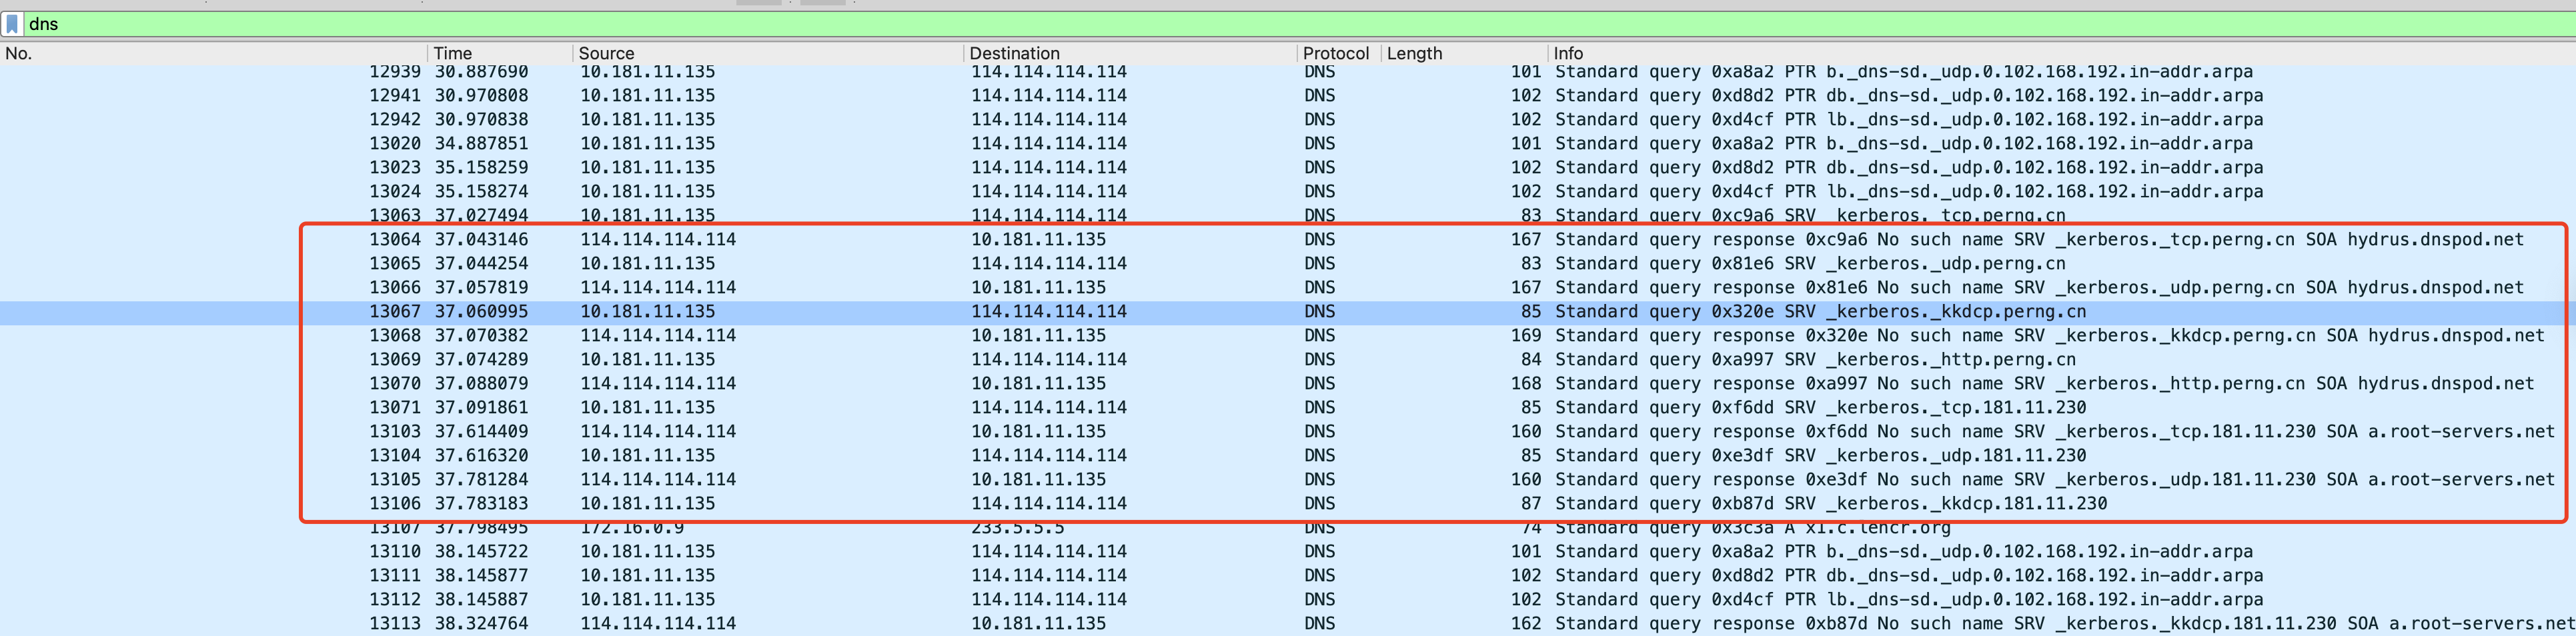 dns
No. Time Source Destination Protocol Length Info
12939 30.887690 10.181.11.135 114.114.114.114 DNS 101 Standard query 0xa8a2 PTR b._dns-sd._udp.0.102.168.192.in-addr.arpa
12941 30.970808 10.181.11.135 114.114.114.114 DNS 102 Standard query 0xd8d2 PTR db._dns-sd._udp.0.102.168.192.in-addr.arpa
12942 30.970838 10.181.11.135 114.114.114.114 DNS 102 Standard query 0xd4cf PTR lb._dns-sd._udp.0.102.168.192.in-addr.arpa
13020 34.887851 10.181.11.135 114.114.114.114 DNS 101 Standard query 0xa8a2 PTR b._dns-sd._udp.0.102.168.192.in-addr.arpa
13023 35.158259 10.181.11.135 114.114.114.114 DNS 102 Standard query 0xd8d2 PTR db._dns-sd._udp.0.102.168.192.in-addr.arpa
13024 35.158274 10.181.11.135 114.114.114.114 DNS 102 Standard query 0xd4cf PTR lb._dns-sd._udp.0.102.168.192.in-addr.arpa
13063 37.027494 10.181.11.135 114.114.114.114 DNS 83 Standard query 0xc9a6 SRV _kerberos._tcp.perng.cn
13064 37.043146 114.114.114.114 10.181.11.135 DNS 167 Standard query response 0xc9a6 No such name SRV _kerberos._tcp.perng.cn SOA hydrus.dnspod.net
13065 37.044254 10.181.11.135 114.114.114.114 DNS 83 Standard query 0x81e6 SRV _kerberos._udp.perng.cn
13066 37.057819 114.114.114.114 10.181.11.135 DNS 167 Standard query response 0x81e6 No such name SRV _kerberos._udp.perng.cn SOA hydrus.dnspod.net
13067 37.060995 10.181.11.135 114.114.114.114 DNS 85 Standard query 0x320e SRV _kerberos._kkdcp.perng.cn
13068 37.070382 114.114.114.114 10.181.11.135 DNS 169 Standard query response 0x320e No such name SRV _kerberos._kkdcp.perng.cn SOA hydrus.dnspod.net
13069 37.074289 10.181.11.135 114.114.114.114 DNS 84 Standard query 0xa997 SRV _kerberos._http.perng.cn
13070 37.088079 114.114.114.114 10.181.11.135 DNS 168 Standard query response 0xa997 No such name SRV _kerberos._http.perng.cn SOA hydrus.dnspod.net
13071 37.091861 10.181.11.135 114.114.114.114 DNS 85 Standard query 0xf6dd SRV _kerberos._tcp.181.11.230
13103 37.614409 114.114.114.114 10.181.11.135 DNS 160 Standard query response 0xf6dd No such name SRV _kerberos._tcp.181.11.230 SOA a.root-servers.net
13104 37.616320 10.181.11.135 114.114.114.114 DNS 85 Standard query 0xe3df SRV _kerberos._udp.181.11.230
13105 37.781284 114.114.114.114 10.181.11.135 DNS 160 Standard query response 0xe3df No such name SRV _kerberos._udp.181.11.230 SOA a.root-servers.net
13106 37.783183 10.181.11.135 114.114.114.114 DNS 87 Standard query 0xb87d SRV _kerberos._kkdcp.181.11.230
13107 37.798495 172.16.0.9 233.5.5.5 DNS 74 Standard query 0x3c3a A x1.c.lencr.org
13110 38.145722 10.181.11.135 114.114.114.114 DNS 101 Standard query 0xa8a2 PTR b._dns-sd._udp.0.102.168.192.in-addr.arpa
13111 38.145877 10.181.11.135 114.114.114.114 DNS 102 Standard query 0xd8d2 PTR db._dns-sd._udp.0.102.168.192.in-addr.arpa
13112 38.145887 10.181.11.135 114.114.114.114 DNS 102 Standard query 0xd4cf PTR lb._dns-sd._udp.0.102.168.192.in-addr.arpa
13113 38.324764 114.114.114.114 10.181.11.135 DNS 162 Standard query response 0xb87d No such name SRV _kerberos._kkdcp.181.11.230 SOA a.root-servers.net